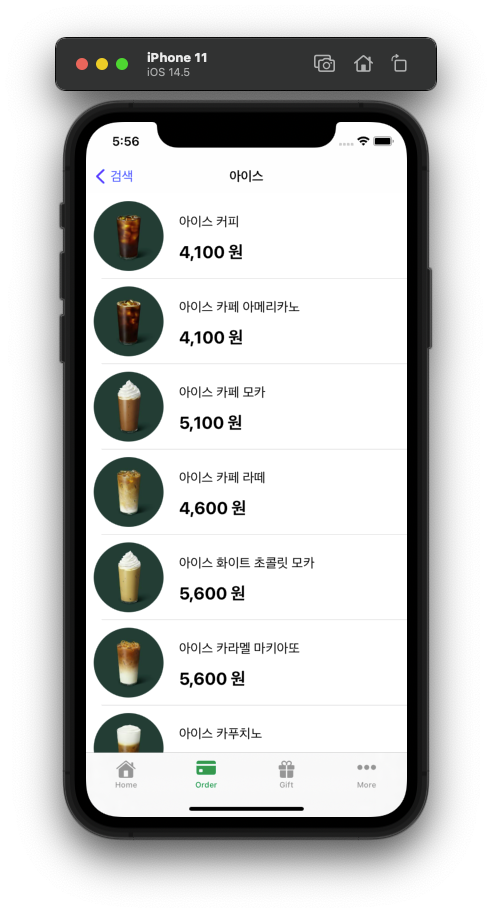 iPhone 11
iOS 14.5
5:56
검색
아이스
아이스 커피
4,100 원
아이스 카페 아메리카노
4,100 원
아이스 카페 모카
5,100 원
아이스 카페 라떼
4,600 원
아이스 화이트 초콜릿 모카
5,600 원
아이스 카라멜 마키아또
5,600 원
아이스 카푸치노
Home
Order
Gift
More